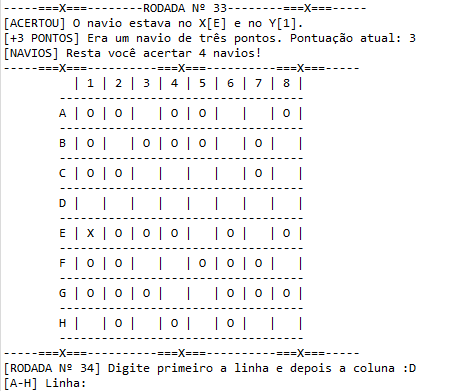 -----===X===---------RODADA Nº 33-------===X===-----
[ACERTOU] O navio estava no X[E] e no Y[1].
[+3 PONTOS] Era um navio de três pontos. Pontuação atual: 3
[NAVIOS] Resta você acertar 4 navios!
-----===X===-----------===X===-----------===X===-----
| 1 | 2 | 3 | 4 | 5 | 6 | 7 | 8 |
---------------------------------
A | O | O |   | O | O |   |   | O |
---------------------------------
B | O |   | O | O | O |   | O |   |
---------------------------------
C | O | O |   |   |   |   | O |   |
---------------------------------
D |   |   |   |   |   |   |   |   |
---------------------------------
E | X | O | O | O |   | O |   | O |
---------------------------------
F | O | O |   |   | O | O | O |   |
---------------------------------
G | O | O | O |   |   | O | O | O |
---------------------------------
H |   | O |   | O |   | O |   |   |
---------------------------------
-----===X===-----------===X===-----------===X===-----
[RODADA Nº 34] Digite primeiro a linha e depois a coluna :D
[A-H] Linha: